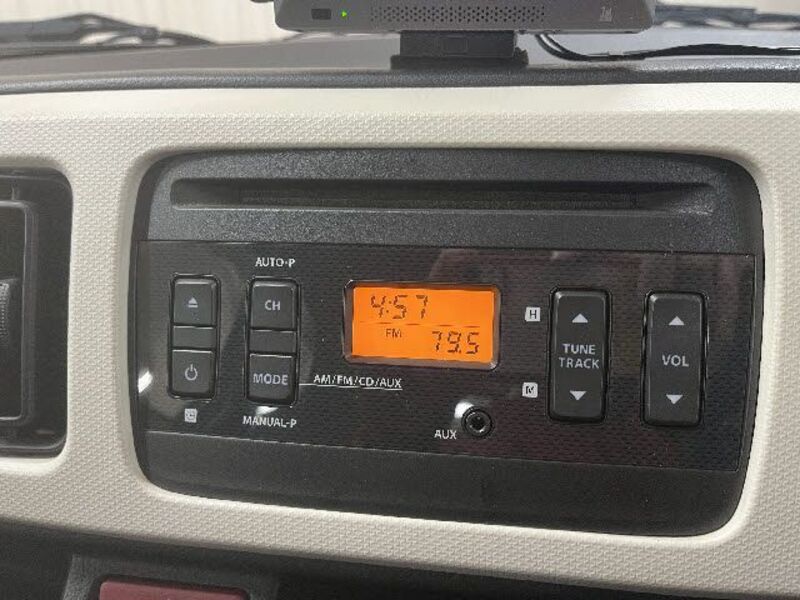 AUTO-P
CH
4:57
FM
79.5
H
TUNE
TRACK
VOL
MODE
AM/FM/CD/AUX
M
MANUAL-P
AUX